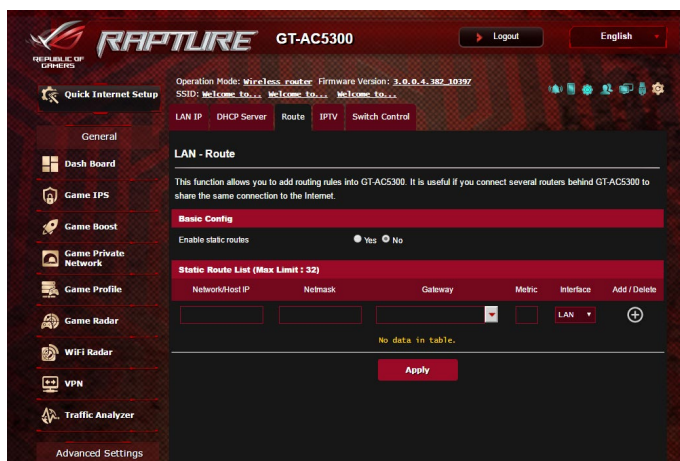 REPUBLIC OF
GAMERS
RAPTURE
GT-AC5300
Logout
English
Quick Internet Setup
Operation Mode: Wireless router Firmware Version: 3.0.0.4.382_10397
SSID: Welcome to... Welcome to... Welcome to...
LAN IP DHCP Server Route IPTV Switch Control
General
Dash Board
Game IPS
Game Boost
Game Private
Network
Game Profile
Game Radar
WiFi Radar
VPN
Traffic Analyzer
Advanced Settings
LAN - Route
This function allows you to add routing rules into GT-AC5300. It is useful if you connect several routers behind GT-AC5300 to
share the same connection to the Internet.
Basic Config
Enable static routes Yes No
Static Route List (Max Limit : 32)
Network/Host IP Netmask Gateway Metric Interface Add / Delete
LAN
No data in table.
Apply